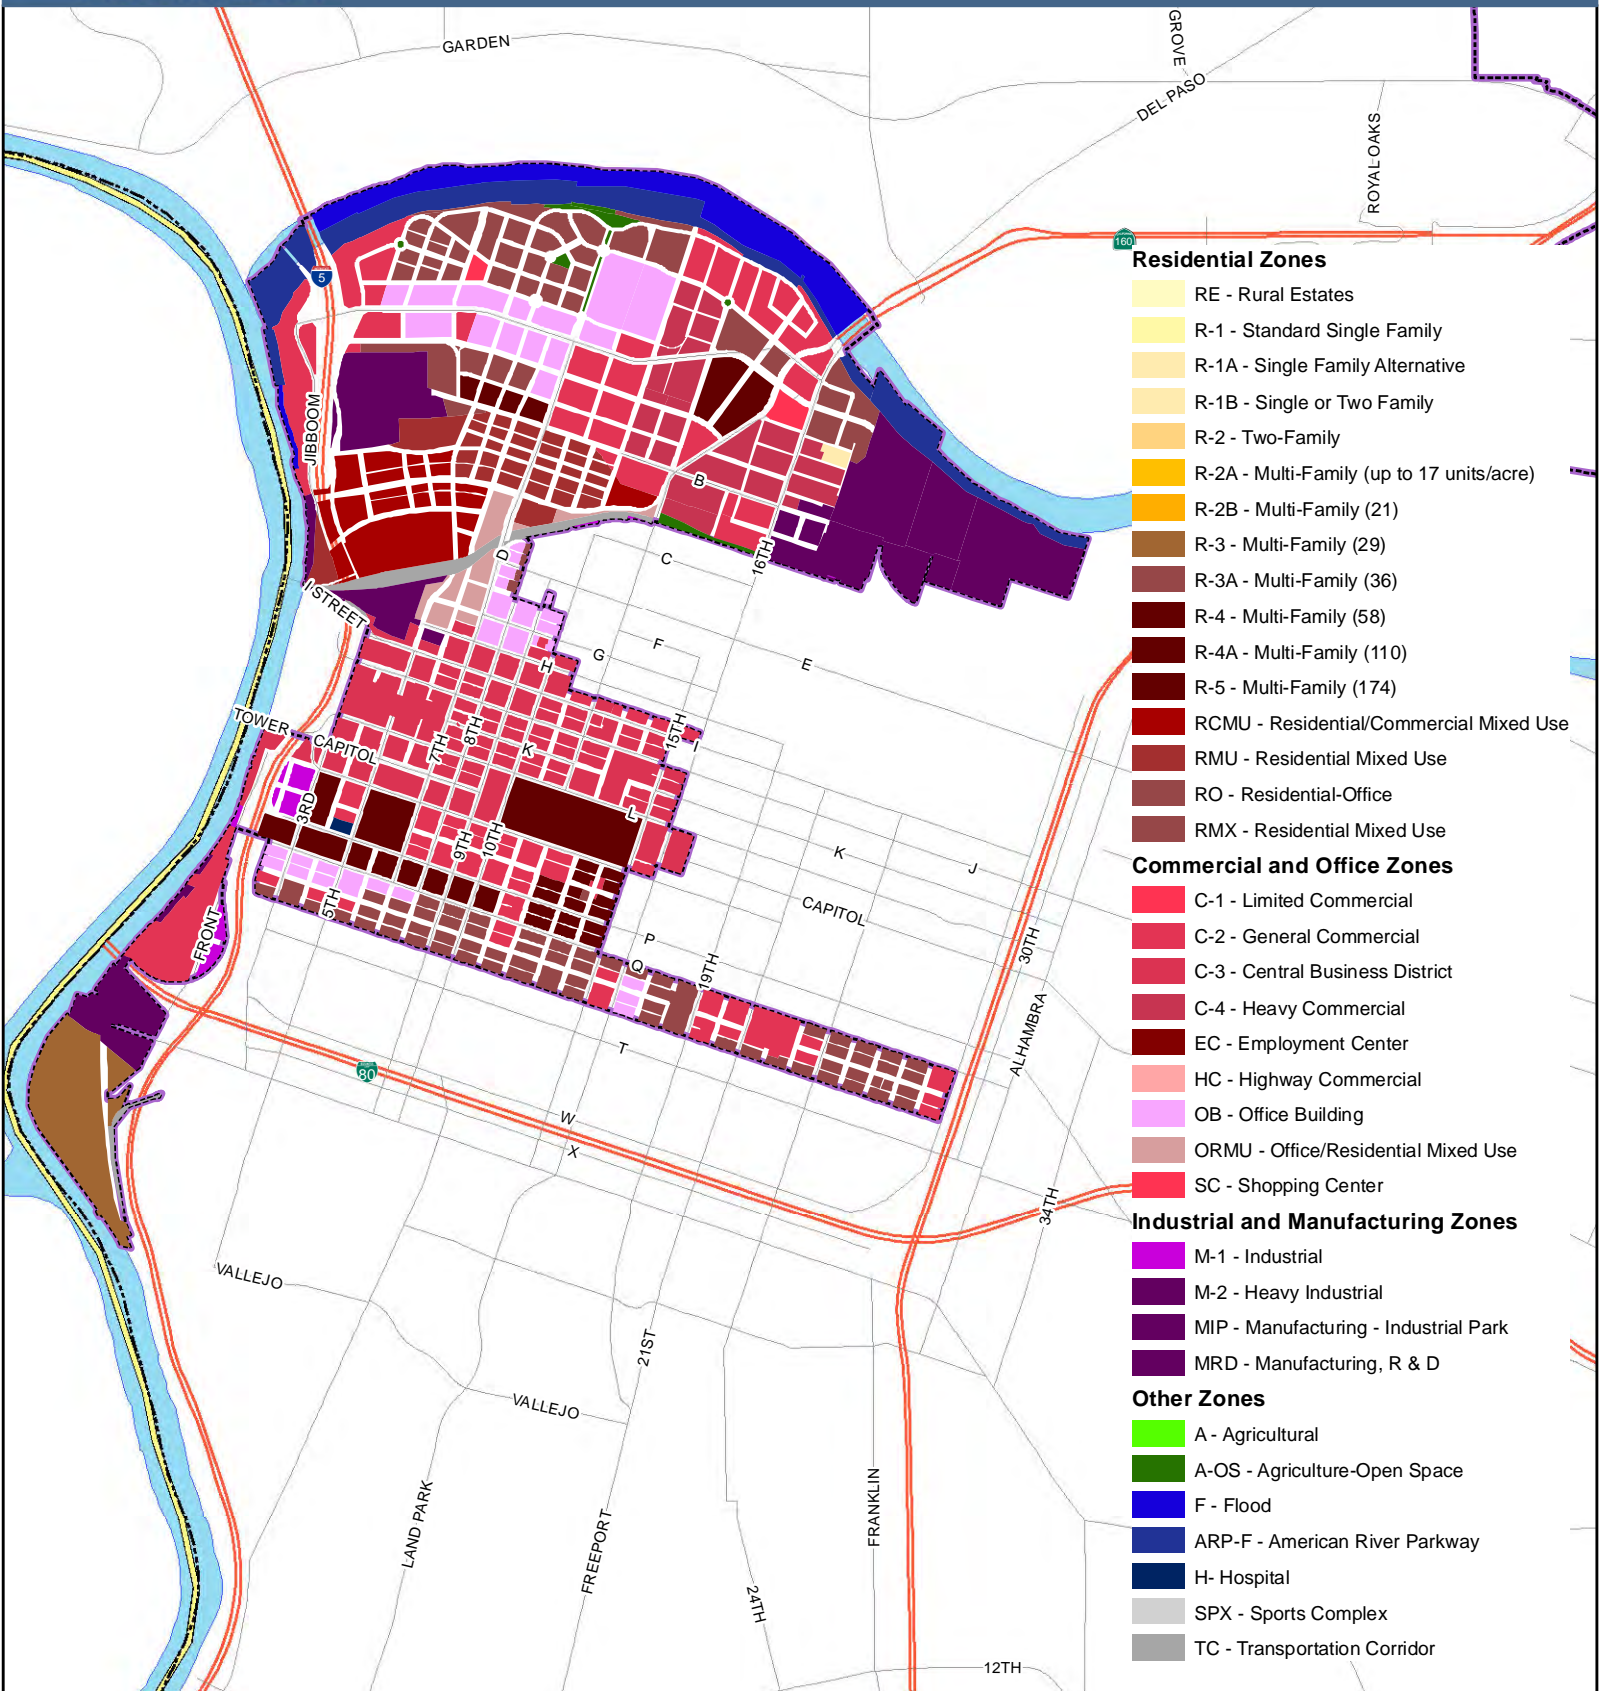 GARDEN
GROVE
DEL PASO
ROYAL OAKS
160
5
JIBBOOM
B
16TH
D
C
I STREET
F
G
E
H
TOWER
CAPITOL
7TH
8TH
K
15TH
I
3RD
L
9TH
10TH
K
J
5TH
CAPITOL
FRONT
P
Q
19TH
30TH
ALHAMBRA
T
80
W
X
34TH
VALLEJO
21ST
VALLEJO
LAND PARK
FREEPORT
24TH
FRANKLIN
12TH
Residential Zones
RE - Rural Estates
R-1 - Standard Single Family
R-1A - Single Family Alternative
R-1B - Single or Two Family
R-2 - Two-Family
R-2A - Multi-Family (up to 17 units/acre)
R-2B - Multi-Family (21)
R-3 - Multi-Family (29)
R-3A - Multi-Family (36)
R-4 - Multi-Family (58)
R-4A - Multi-Family (110)
R-5 - Multi-Family (174)
RCMU - Residential/Commercial Mixed Use
RMU - Residential Mixed Use
RO - Residential-Office
RMX - Residential Mixed Use
Commercial and Office Zones
C-1 - Limited Commercial
C-2 - General Commercial
C-3 - Central Business District
C-4 - Heavy Commercial
EC - Employment Center
HC - Highway Commercial
OB - Office Building
ORMU - Office/Residential Mixed Use
SC - Shopping Center
Industrial and Manufacturing Zones
M-1 - Industrial
M-2 - Heavy Industrial
MIP - Manufacturing - Industrial Park
MRD - Manufacturing, R & D
Other Zones
A - Agricultural
A-OS - Agriculture-Open Space
F - Flood
ARP-F - American River Parkway
H- Hospital
SPX - Sports Complex
TC - Transportation Corridor